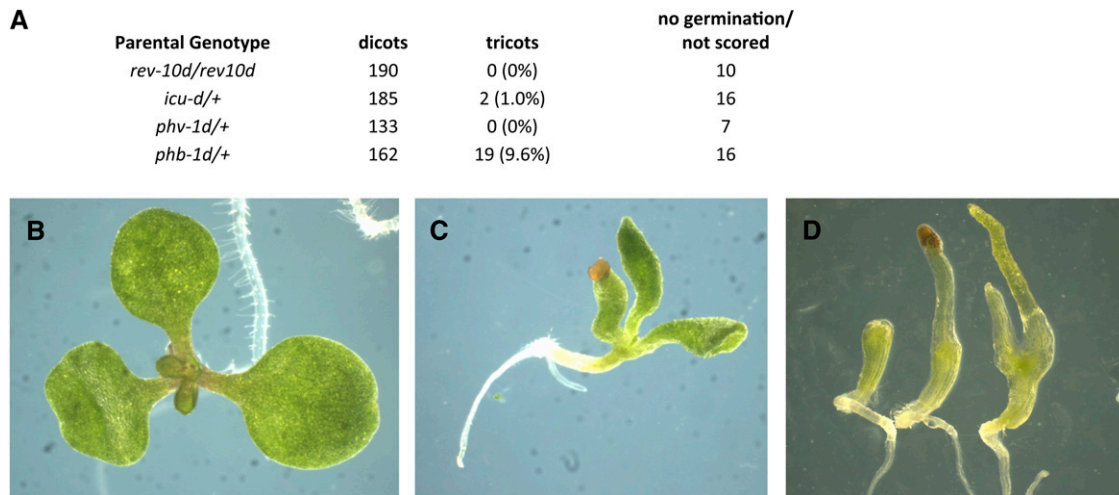 A
no germination/
Parental Genotype dicots tricots not scored
rev-10d/rev10d 190 0 (0%) 10
icu-d/+ 185 2 (1.0%) 16
phv-1d/+ 133 0 (0%) 7
phb-1d/+ 162 19 (9.6%) 16
B
C
D